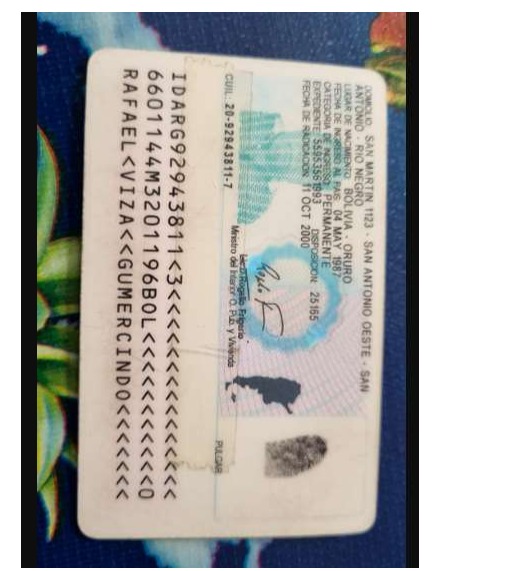 DOMICILIO: SAN MARTIN 1123 - SAN ANTONIO OESTE - SAN
ANTONIO - RIO NEGRO
LUGAR DE NACIMIENTO: BOLIVIA - ORURO
FECHA DE INGRESO AL PAIS: 04 MAY 1987
CATEGORIA DE INGRESO: PERMANENTE
EXPEDIENTE: 55953561993 DISPOSICION: 25165
FECHA DE RADICACION: 11 OCT 2000
Lic D. Rogelio Frigerio
Ministro del Interior O. Pub. y Vivienda
CUIL: 20-92943811-7
PULGAR
IDARG92943811<3<<<<<<<<<<<<<<<
6601144M3201196BOL<<<<<<<<<<<0
RAFAEL<VIZA<<GUMERCINDO<<<<<<<